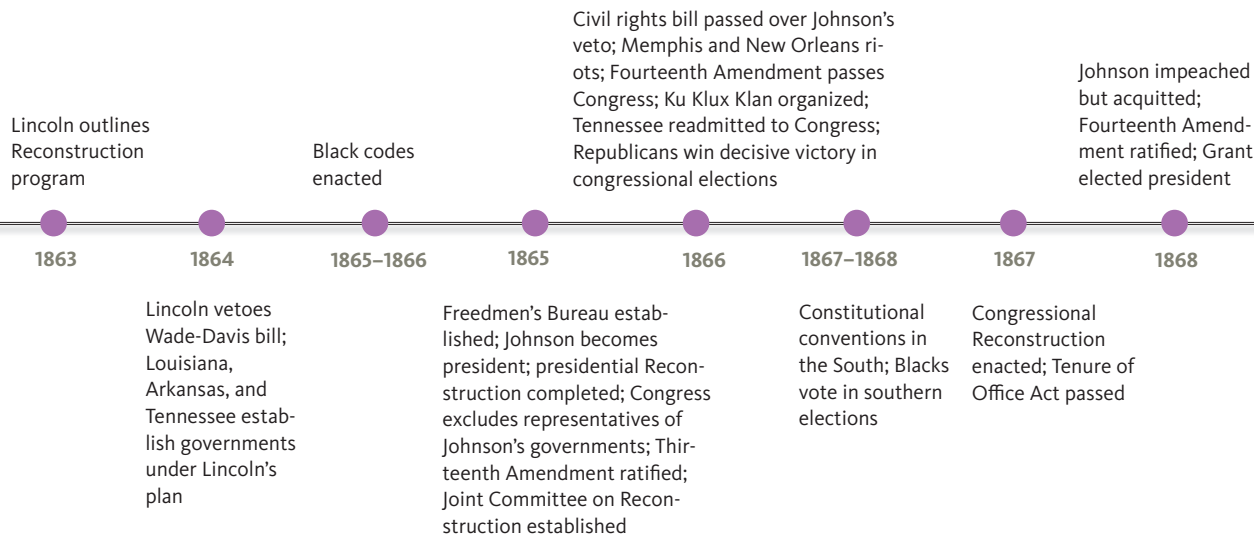 Lincoln outlines
Reconstruction
program
1863
1864
Lincoln vetoes
Wade-Davis bill;
Louisiana,
Arkansas, and
Tennessee estab-
lish governments
under Lincoln’s
plan
Black codes
enacted
1865–1866
1865
Freedmen’s Bureau estab-
lished; Johnson becomes
president; presidential Recon-
struction completed; Congress
excludes representatives of
Johnson’s governments; Thir-
teenth Amendment ratified;
Joint Committee on Recon-
struction established
Civil rights bill passed over Johnson’s
veto; Memphis and New Orleans ri-
ots; Fourteenth Amendment passes
Congress; Ku Klux Klan organized;
Tennessee readmitted to Congress;
Republicans win decisive victory in
congressional elections
1866
1867–1868
Constitutional
conventions in
the South; Blacks
vote in southern
elections
1867
Congressional
Reconstruction
enacted; Tenure of
Office Act passed
Johnson impeached
but acquitted;
Fourteenth Amend-
ment ratified; Grant
elected president
1868